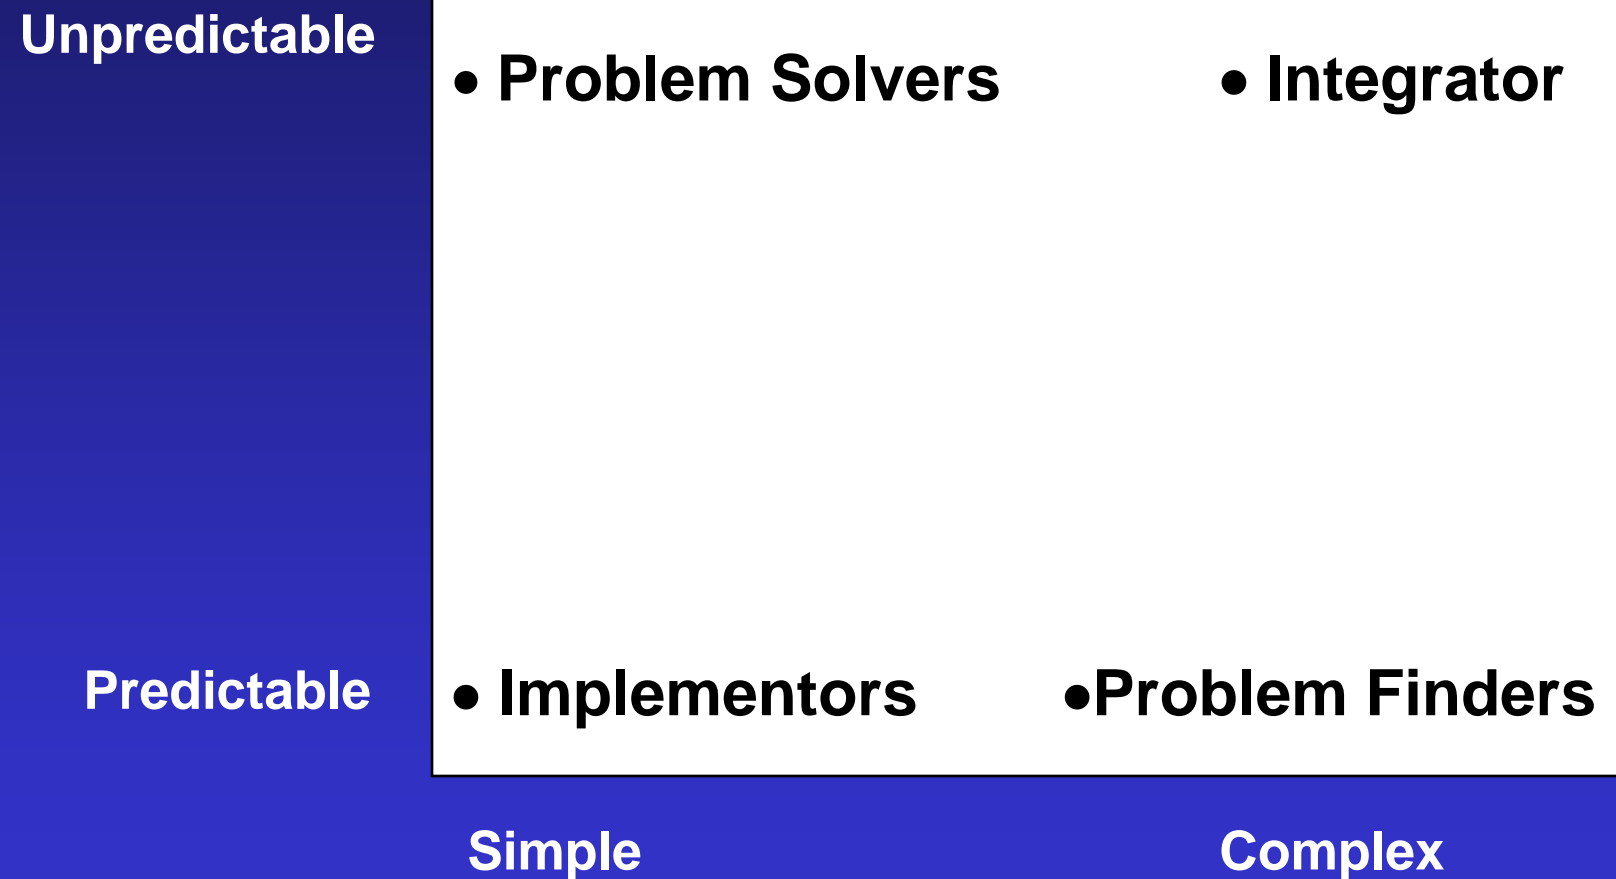 Unpredictable
• Problem Solvers
• Integrator
Predictable
• Implementors
•Problem Finders
Simple
Complex